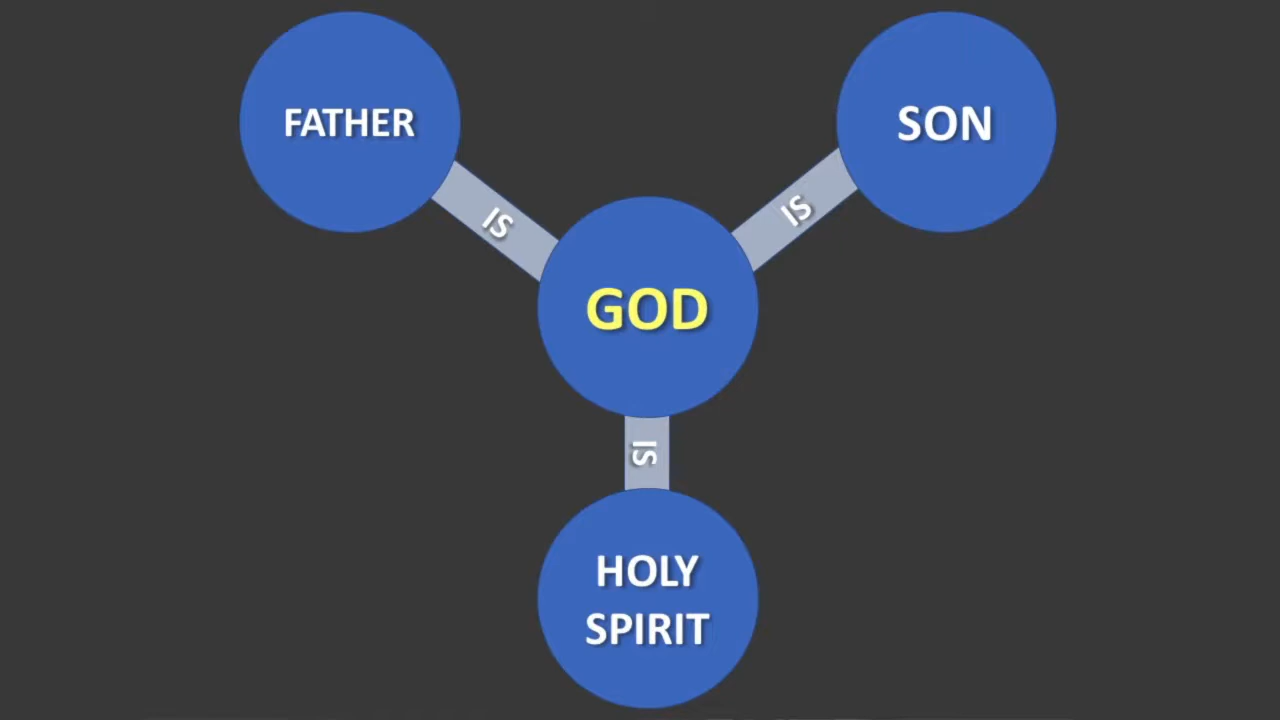 FATHER
SON
IS
IS
GOD
IS
HOLY
SPIRIT